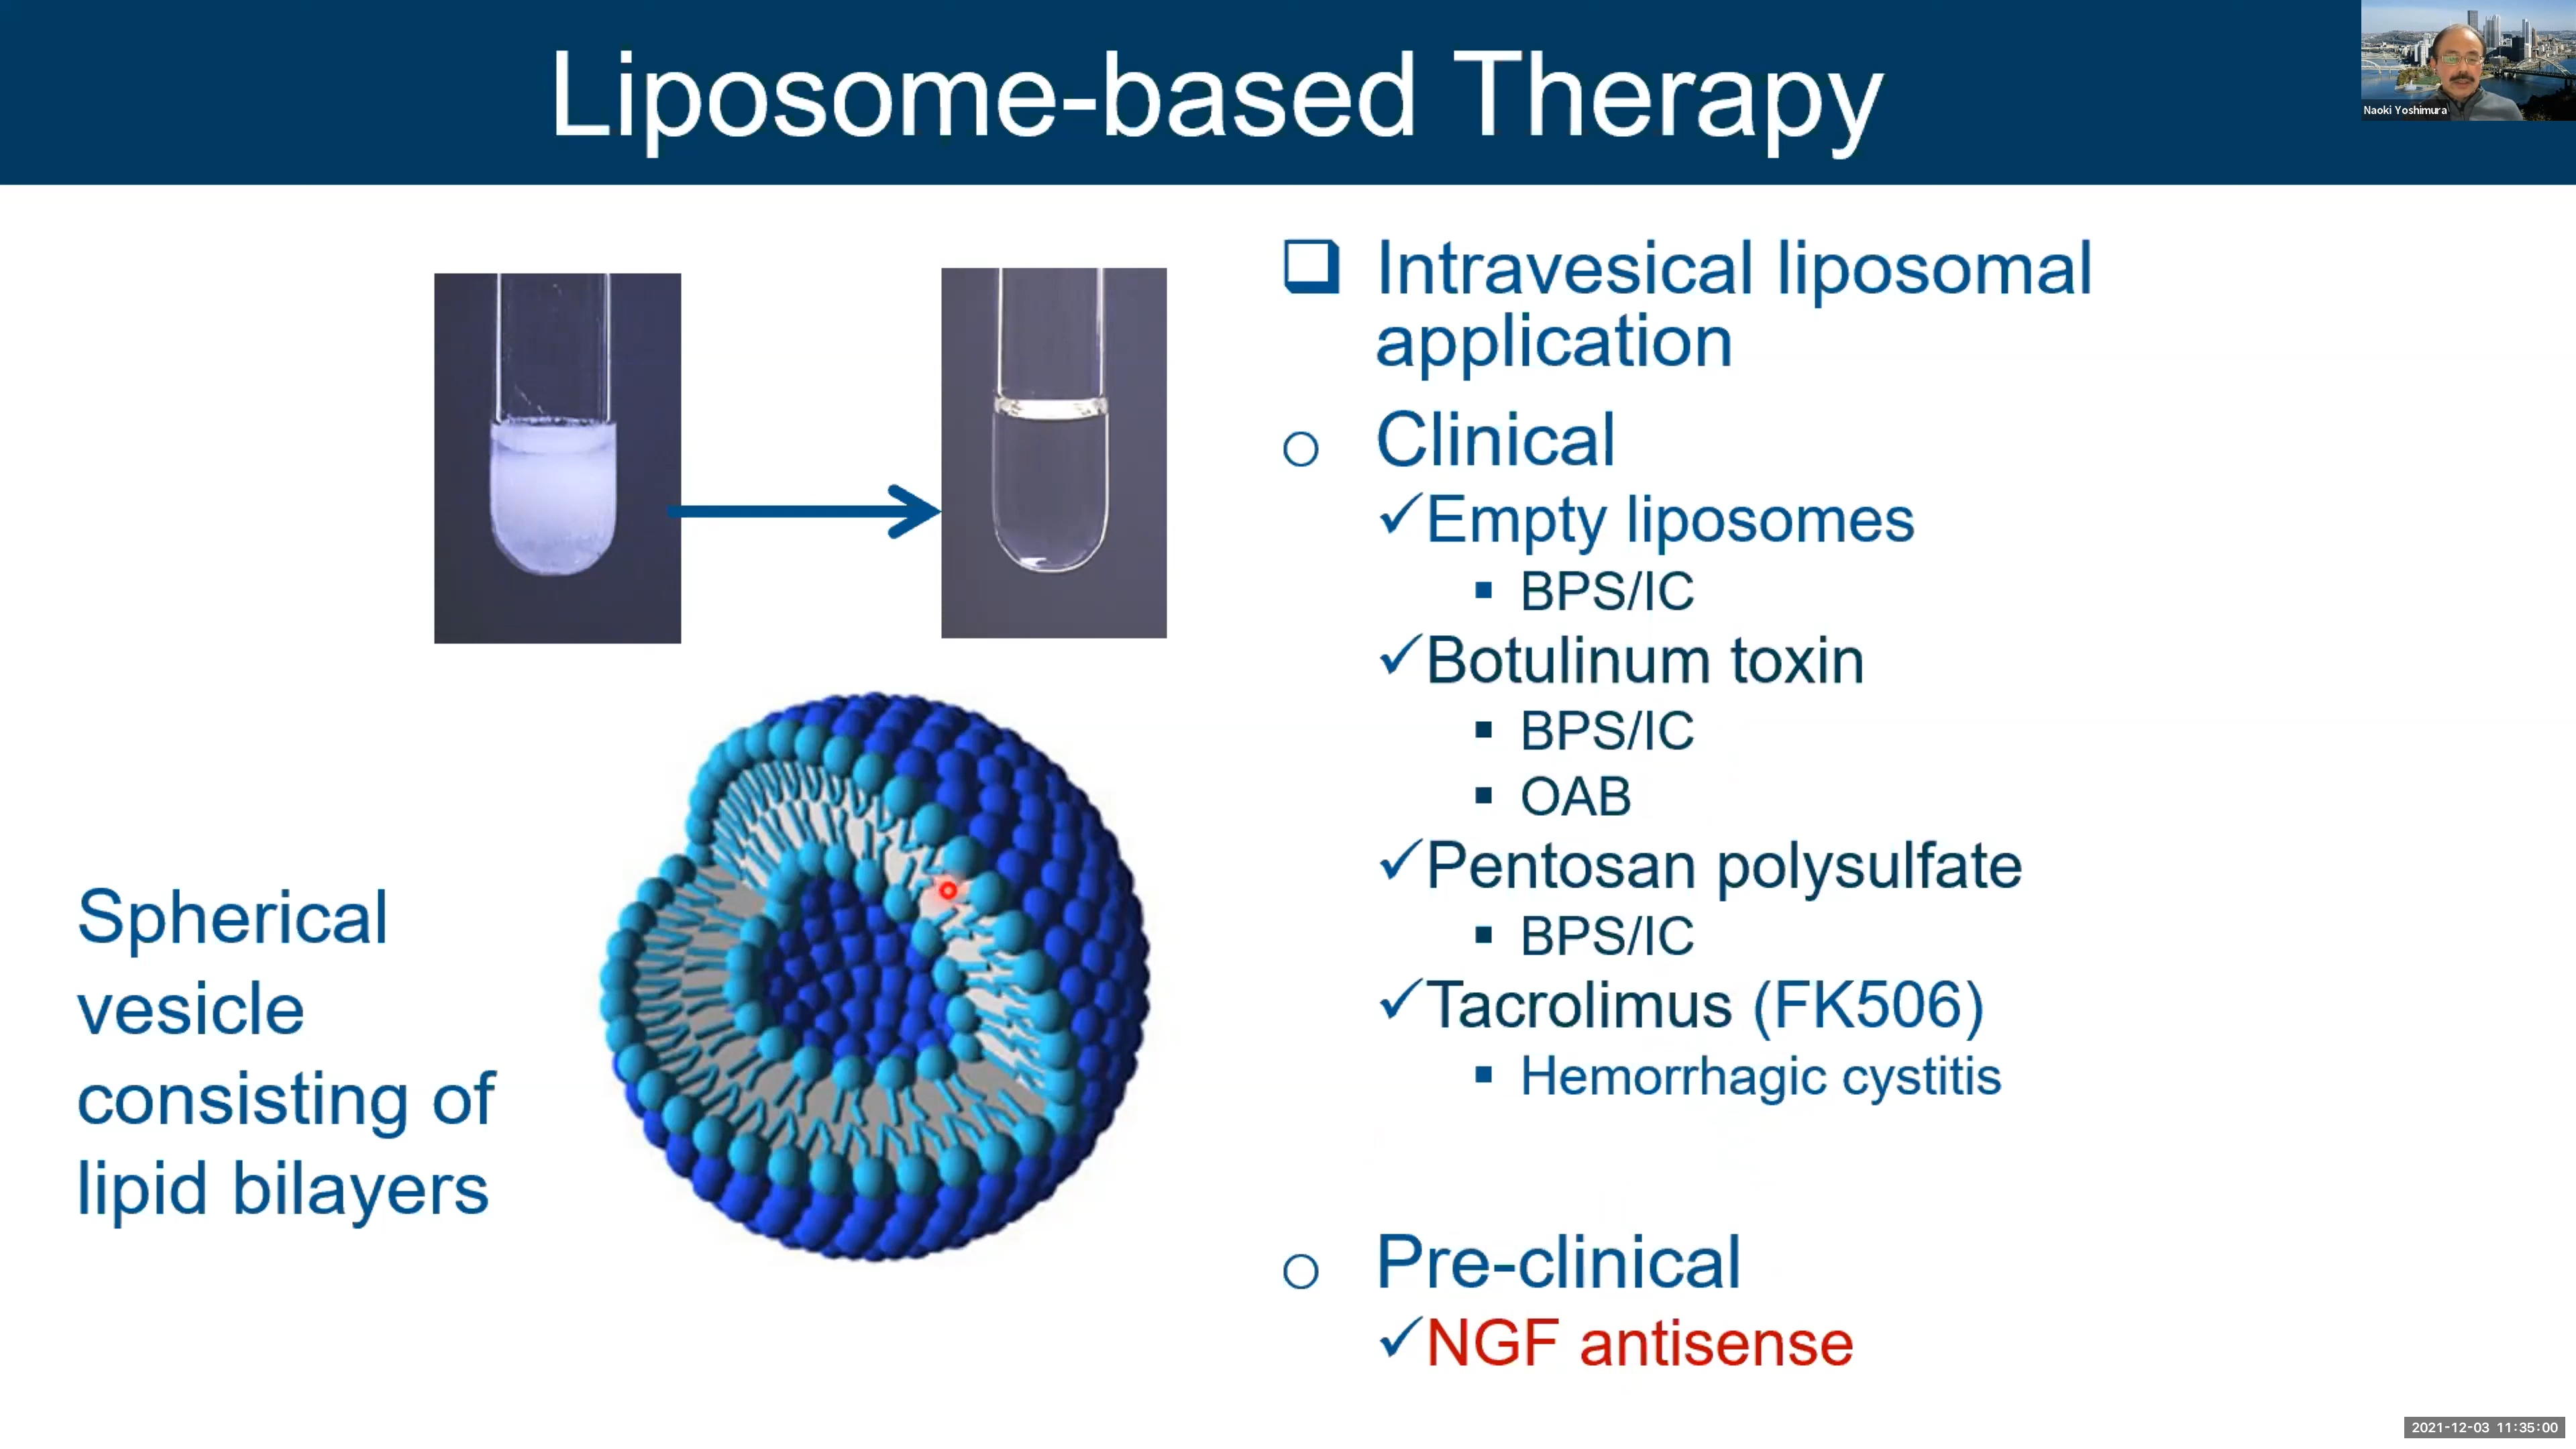 Liposome-based Therapy
Naoki Yoshimura
Spherical
vesicle
consisting of
lipid bilayers
Intravesical liposomal
application
Clinical
Empty liposomes
BPS/IC
Botulinum toxin
BPS/IC
OAB
Pentosan polysulfate
BPS/IC
Tacrolimus (FK506)
Hemorrhagic cystitis
Pre-clinical
NGF antisense
2021-12-03 11:35:00